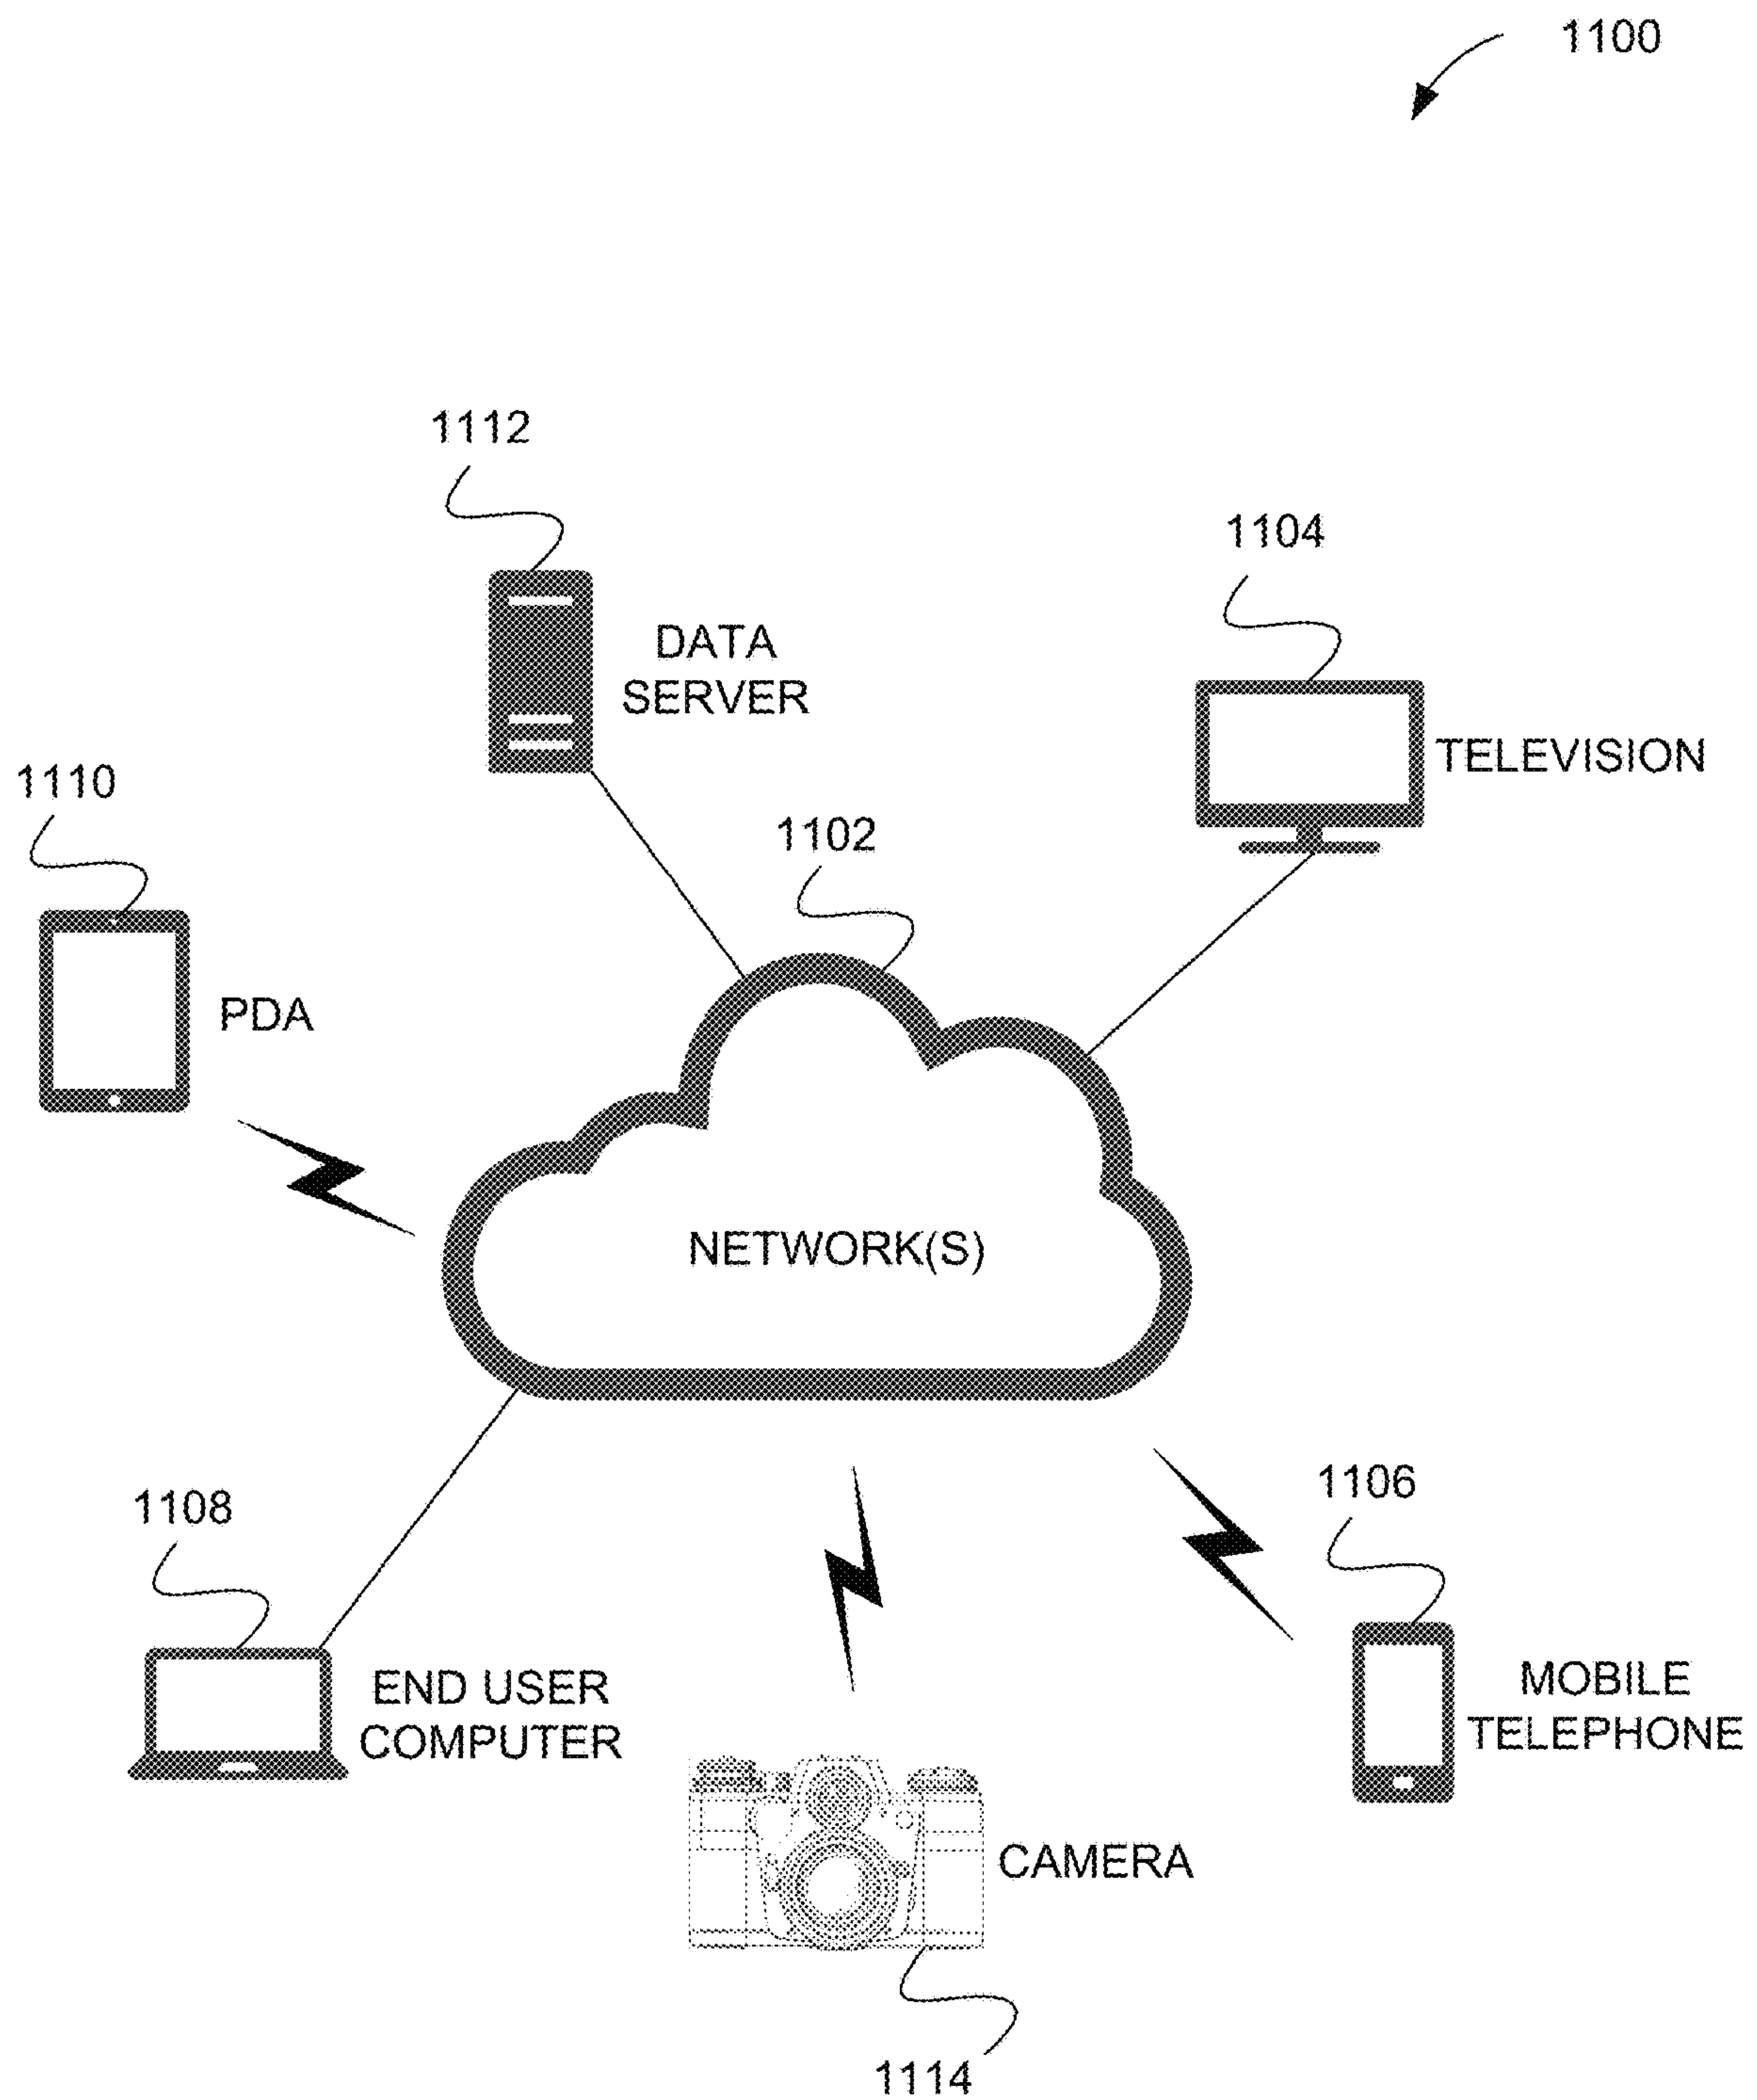 1100
1112
DATA
SERVER
1104
TELEVISION
1110
PDA
1102
NETWORK(S)
1108
END USER
COMPUTER
1106
MOBILE
TELEPHONE
CAMERA
1114